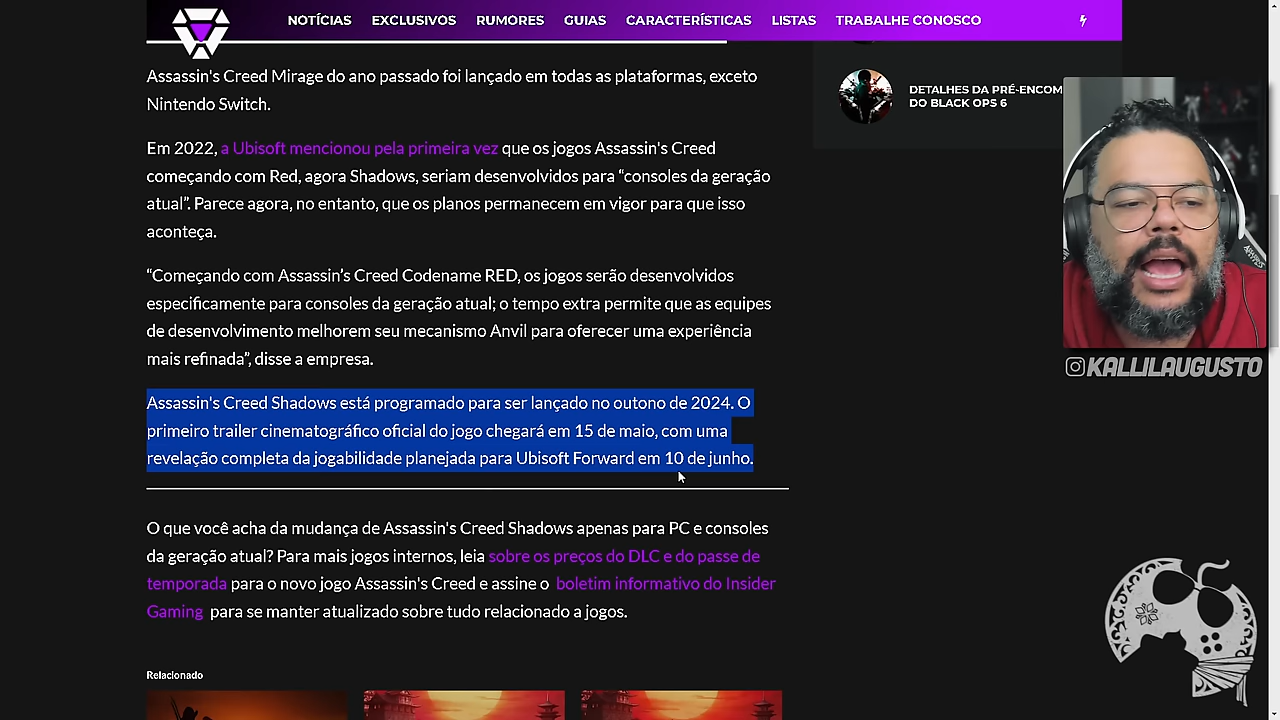 NOTÍCIAS EXCLUSIVOS RUMORES GUIAS CARACTERÍSTICAS LISTAS TRABALHE CONOSCO
Assassin's Creed Mirage do ano passado foi lançado em todas as plataformas, exceto
Nintendo Switch.
Em 2022, a Ubisoft mencionou pela primeira vez que os jogos Assassin's Creed
começando com Red, agora Shadows, seriam desenvolvidos para “consoles da geração
atual”. Parece agora, no entanto, que os planos permanecem em vigor para que isso
aconteça.
“Começando com Assassin’s Creed Codename RED, os jogos serão desenvolvidos
especificamente para consoles da geração atual; o tempo extra permite que as equipes
de desenvolvimento melhorem seu mecanismo Anvil para oferecer uma experiência
mais refinada”, disse a empresa.
Assassin's Creed Shadows está programado para ser lançado no outono de 2024. O
primeiro trailer cinematográfico oficial do jogo chegará em 15 de maio, com uma
revelação completa da jogabilidade planejada para Ubisoft Forward em 10 de junho.
O que você acha da mudança de Assassin's Creed Shadows apenas para PC e consoles
da geração atual? Para mais jogos internos, leia sobre os preços do DLC e do passe de
temporada para o novo jogo Assassin's Creed e assine o boletim informativo do Insider
Gaming para se manter atualizado sobre tudo relacionado a jogos.
Relacionado
DETALHES DA PRÉ-ENCOM
DO BLACK OPS 6
KALLILAUGUSTO